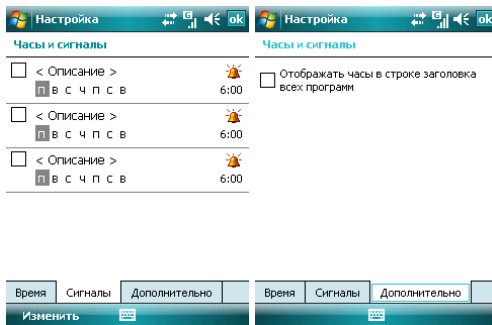 Настройка
ok
Часы и сигналы
< Описание >
П В С Ч П С В 6:00
< Описание >
П В С Ч П С В 6:00
< Описание >
П В С Ч П С В 6:00
Время Сигналы Дополнительно
Изменить
Настройка
ok
Часы и сигналы
Отображать часы в строке заголовка
всех программ
Время Сигналы Дополнительно